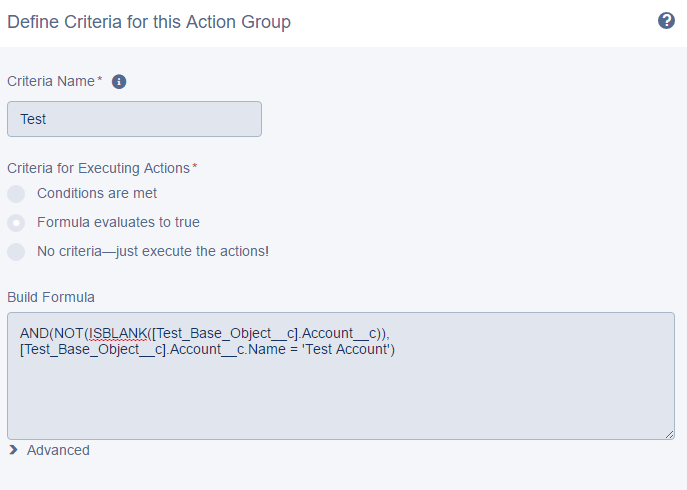 Define Criteria for this Action Group
Criteria Name*
Test
Criteria for Executing Actions*
Conditions are met
Formula evaluates to true
No criteria—just execute the actions!
Build Formula
AND(NOT(ISBLANK([Test_Base_Object__c].Account__c)),
[Test_Base_Object__c].Account__c.Name = 'Test Account')
Advanced